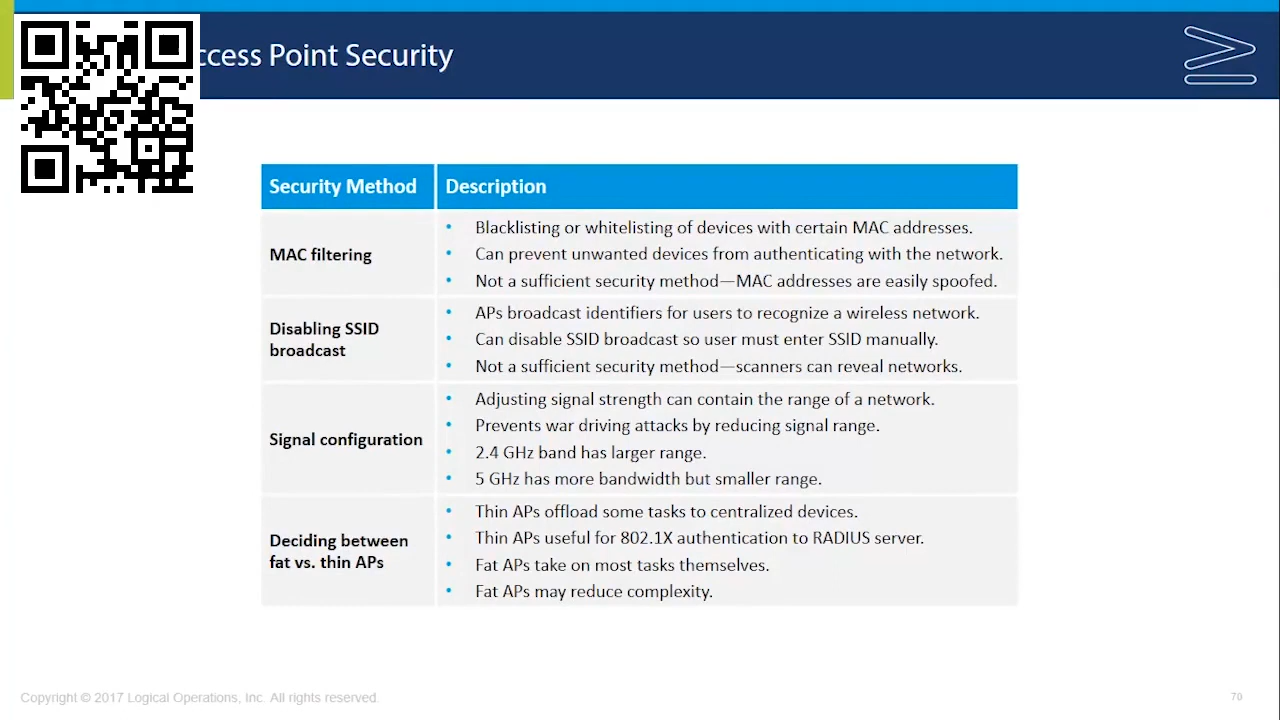 ccess Point Security
Security Method
Description
MAC filtering
• Blacklisting or whitelisting of devices with certain MAC addresses.
• Can prevent unwanted devices from authenticating with the network.
• Not a sufficient security method—MAC addresses are easily spoofed.
Disabling SSID
broadcast
• APs broadcast identifiers for users to recognize a wireless network.
• Can disable SSID broadcast so user must enter SSID manually.
• Not a sufficient security method—scanners can reveal networks.
Signal configuration
• Adjusting signal strength can contain the range of a network.
• Prevents war driving attacks by reducing signal range.
• 2.4 GHz band has larger range.
• 5 GHz has more bandwidth but smaller range.
Deciding between
fat vs. thin APs
• Thin APs offload some tasks to centralized devices.
• Thin APs useful for 802.1X authentication to RADIUS server.
• Fat APs take on most tasks themselves.
• Fat APs may reduce complexity.
Copyright © 2017 Logical Operations, Inc. All rights reserved.
70